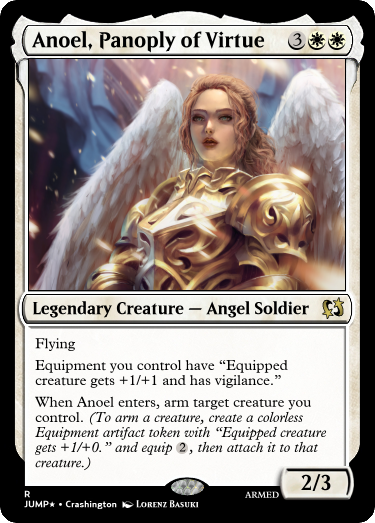 Anoel, Panoply of Virtue 3
Legendary Creature — Angel Soldier
Flying
Equipment you control have “Equipped
creature gets +1/+1 and has vigilance.”
When Anoel enters, arm target creature you
control. (To arm a creature, create a colorless
Equipment artifact token with “Equipped creature
gets +1/+0.” and equip 2, then attach it to that
creature.)
2/3
R ARMED
JUMP★ • Crashington LORENZ BASUKI